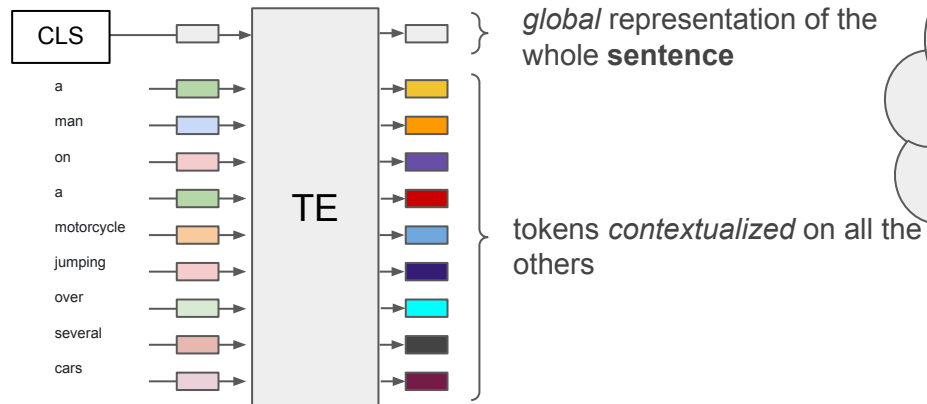 CLS
global representation of the
whole sentence
a
man
on
a
motorcycle
jumping
over
several
cars
TE
tokens contextualized on all the
others